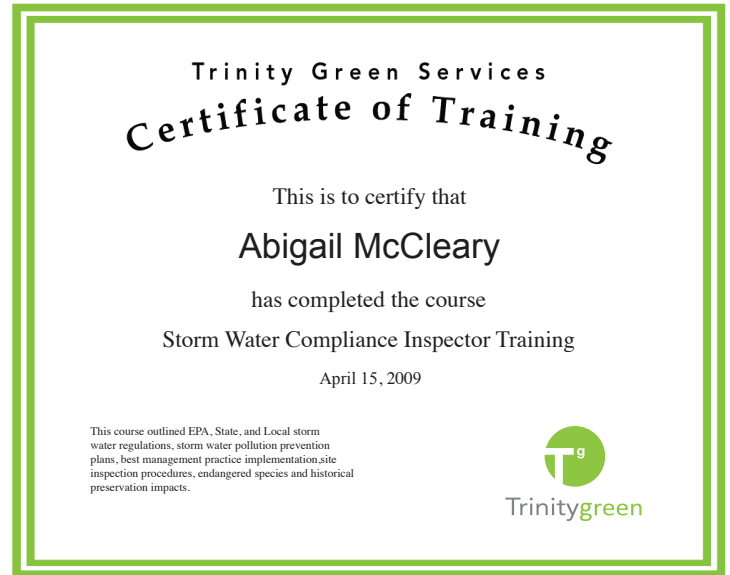 Trinity Green Services
Certificate of Training
This is to certify that
Abigail McCleary
has completed the course
Storm Water Compliance Inspector Training
April 15, 2009
This course outlined EPA, State, and Local storm
water regulations, storm water pollution prevention
plans, best management practice implementation,site
inspection procedures, endangered species and historical
preservation impacts.
Tg
Trinitygreen